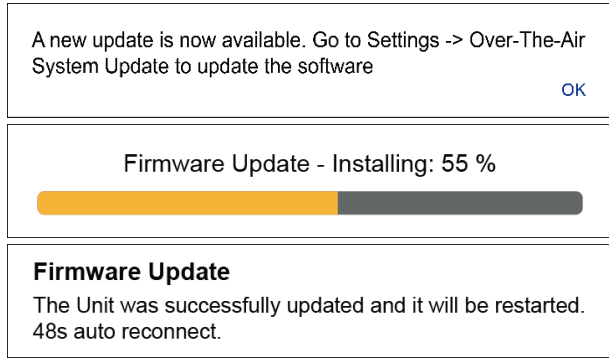 A new update is now available. Go to Settings -> Over-The-Air
System Update to update the software
OK
Firmware Update - Installing: 55 %
Firmware Update
The Unit was successfully updated and it will be restarted.
48s auto reconnect.